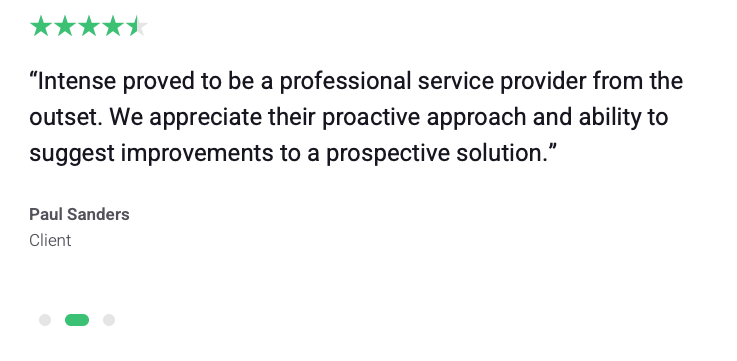 “Intense proved to be a professional service provider from the
outset. We appreciate their proactive approach and ability to
suggest improvements to a prospective solution.”
Paul Sanders
Client